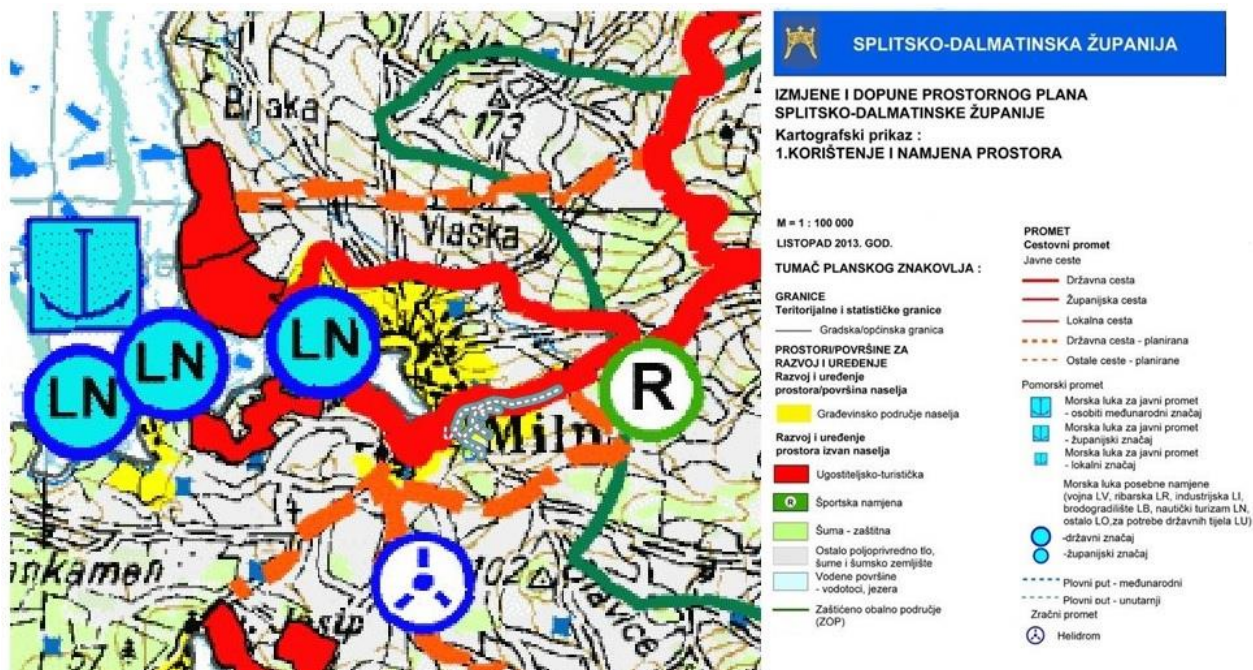 Bijaka
173
Vlaska
LN
LN
LN
R
Miln
102
ankamen
Josip
57
SPLITSKO-DALMATINSKA ŽUPANIJA
IZMJENE I DOPUNE PROSTORNOG PLANA
SPLITSKO-DALMATINSKE ŽUPANIJE
Kartografski prikaz :
1.KORIŠTENJE I NAMJENA PROSTORA
M = 1 : 100 000
LISTOPAD 2013. GOD.
TUMAČ PLANSKOG ZNAKOVLJA :
GRANICE
Teritorijalne i statističke granice
Gradska/općinska granica
PROSTORI/POVRŠINE ZA
RAZVOJ I UREĐENJE
Razvoj i uređenje
prostora/površina naselja
Građevinsko područje naselja
Razvoj i uređenje
prostora izvan naselja
Ugostiteljsko-turistička
R
Športska namjena
Šuma - zaštitna
Ostalo poljoprivredno tlo,
šume i šumsko zemljište
Vodene površine
- vodotoci, jezera
Zaštićeno obalno područje
(ZOP)
PROMET
Cestovni promet
Javne ceste
Državna cesta
Županijska cesta
Lokalna cesta
Državna cesta - planirana
Ostale ceste - planirane
Pomorski promet
Morska luka za javni promet
- osobiti međunarodni značaj
Morska luka za javni promet
- županijski značaj
Morska luka za javni promet
- lokalni značaj
Morska luka posebne namjene
(vojna LV, ribarska LR, industrijska LI,
brodogradilište LB, nautički turizam LN,
ostalo LO,za potrebe državnih tijela LU)
-državni značaj
-županijski značaj
Plovni put - međunarodni
Plovni put - unutarnji
Zračni promet
Helidrom